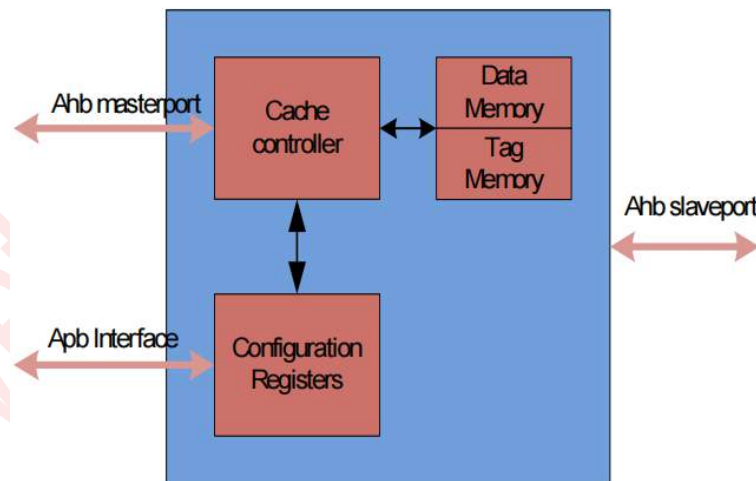 Ahb masterport
Cache
controller
Data
Memory
Tag
Memory
Ahb slaveport
Apb Interface
Configuration
Registers